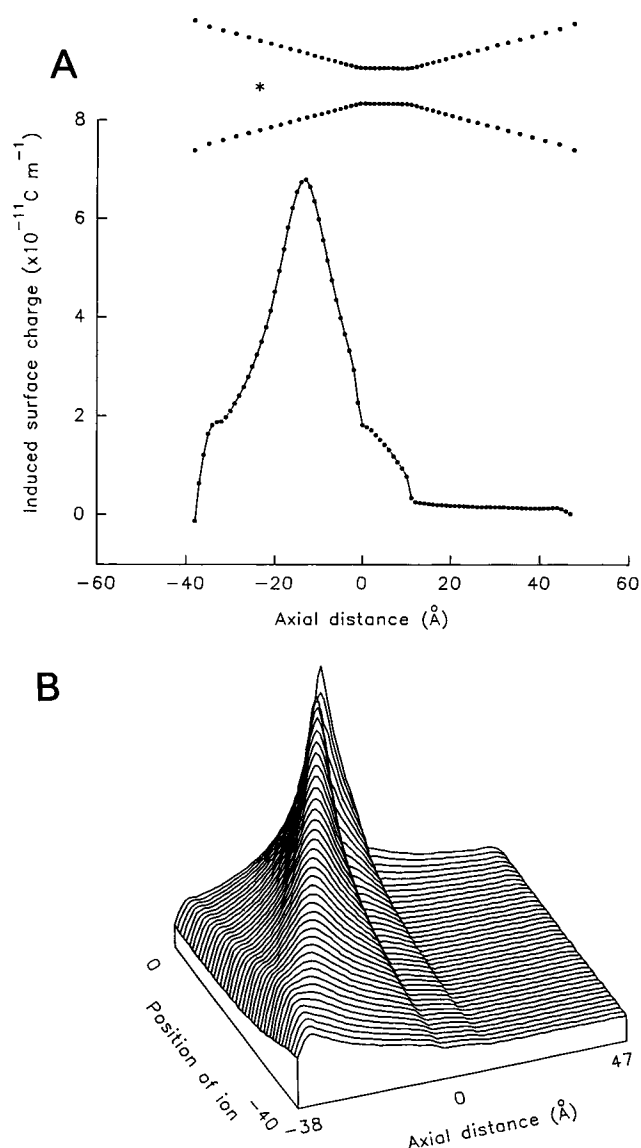 A
*
8
6
4
2
0
Induced surface charge (x10⁻¹¹C m⁻¹)
−60 −40 −20 0 20 40 60
Axial distance (Å)
B
0
Position of ion
−40
−38
0
47
Axial distance (Å)